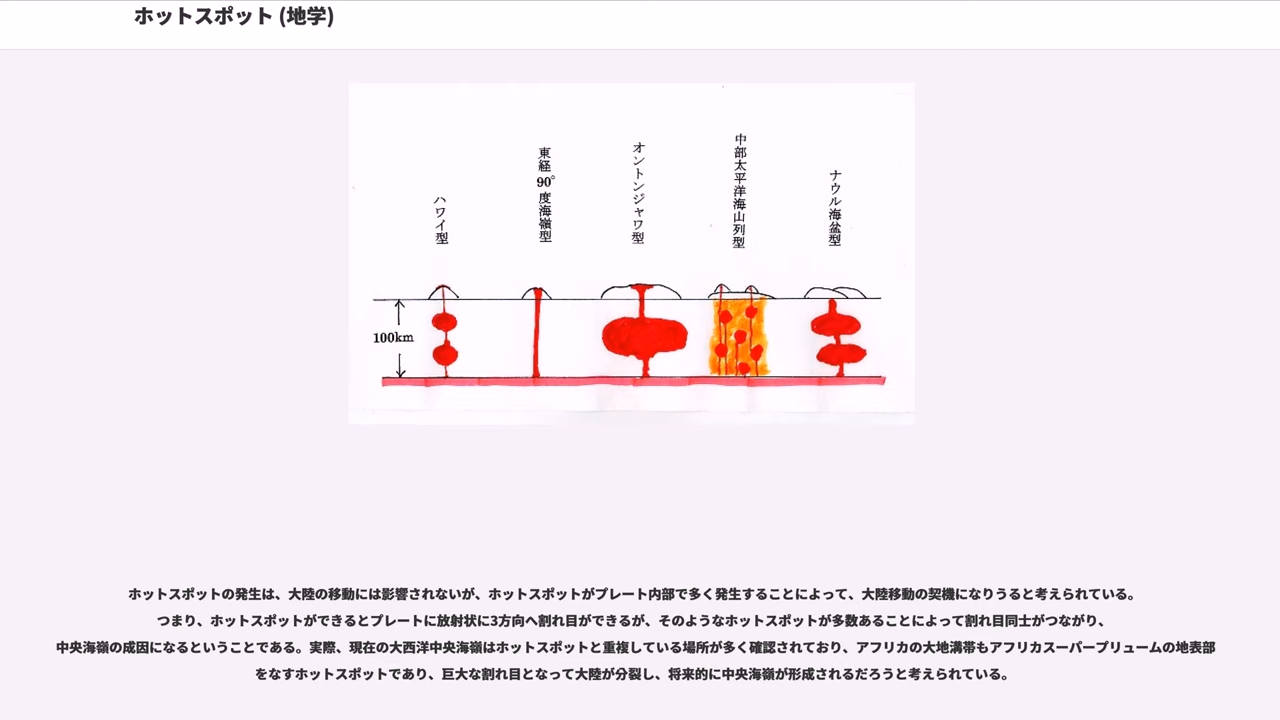 ホットスポット (地学)
ハワイ型
東経90°度海嶺型
オントンジャワ型
中部太平洋海山列型
ナウル海盆型
100km
ホットスポットの発生は、大陸の移動には影響されないが、ホットスポットがプレート内部で多く発生することによって、大陸移動の契機になりうると考えられている。
つまり、ホットスポットができるとプレートに放射状に3方向へ割れ目ができるが、そのようなホットスポットが多数あることによって割れ目同士がつながり、
中央海嶺の成因になるということである。実際、現在の大西洋中央海嶺はホットスポットと重複している場所が多く確認されており、アフリカの大地溝帯もアフリカスーパープリュームの地表部
をなすホットスポットであり、巨大な割れ目となって大陸が分裂し、将来的に中央海嶺が形成されるだろうと考えられている。